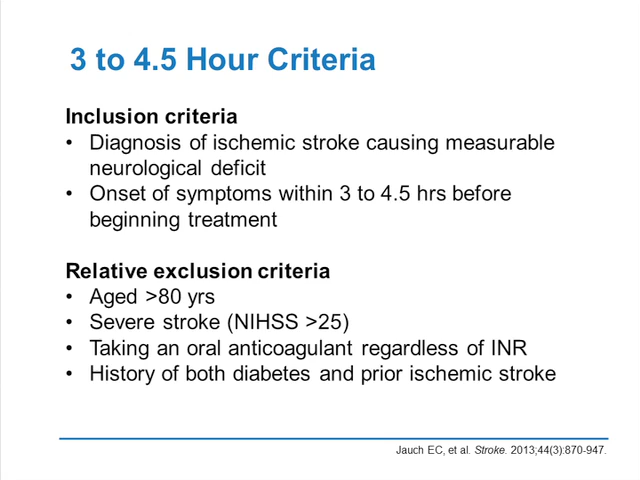 3 to 4.5 Hour Criteria
Inclusion criteria
• Diagnosis of ischemic stroke causing measurable
neurological deficit
• Onset of symptoms within 3 to 4.5 hrs before
beginning treatment
Relative exclusion criteria
• Aged >80 yrs
• Severe stroke (NIHSS >25)
• Taking an oral anticoagulant regardless of INR
• History of both diabetes and prior ischemic stroke
Jauch EC, et al. Stroke. 2013;44(3):870-947.